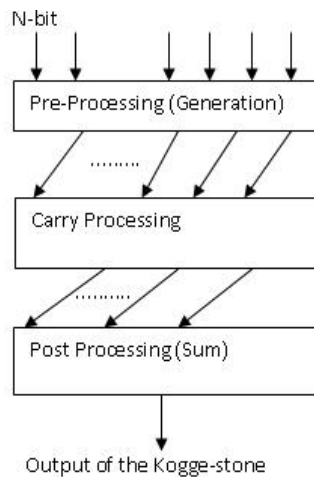 N-bit
Pre-Processing (Generation)
.........
Carry Processing
.........
Post Processing (Sum)
Output of the Kogge-stone